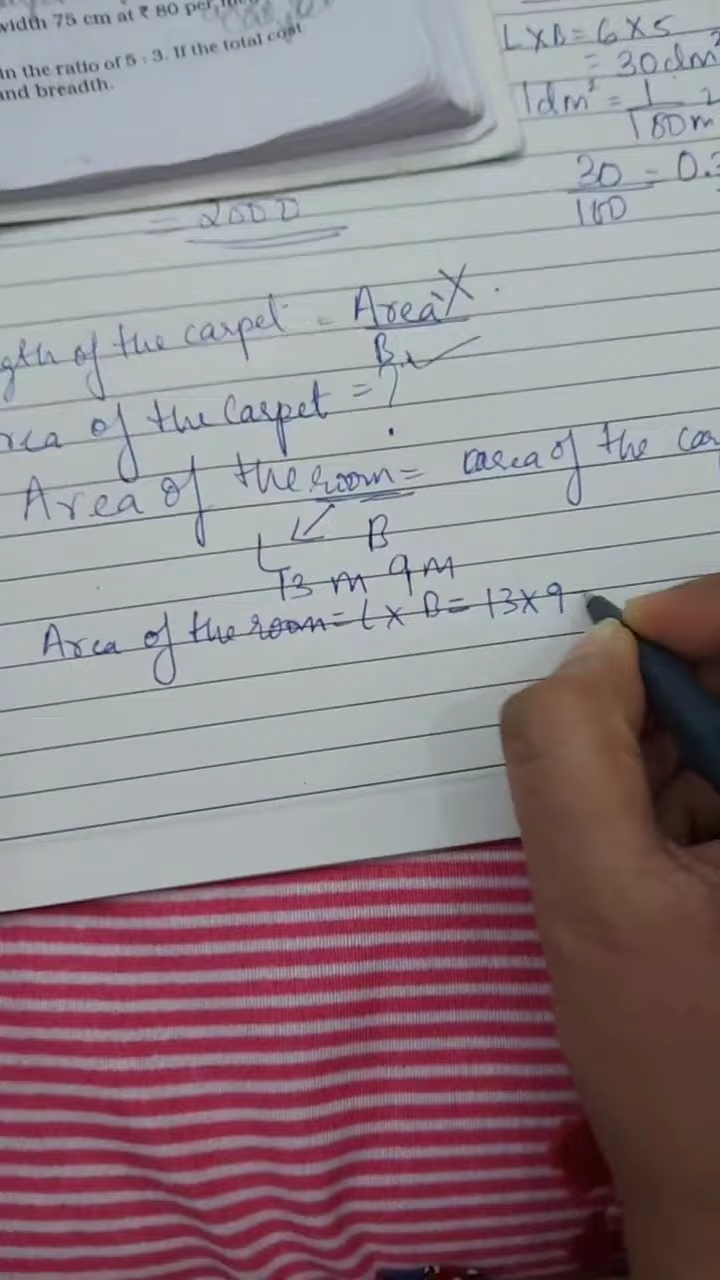 width 75 cm at ₹ 80 per
in the ratio of 5 : 3. If the total cost
and breadth.
L X B = 6 X 5
= 30 dm²
1dm² = 1
100m
30 = 0.3
100
= 2000
gth of the carpet = Area X
B ✓
rea of the carpet = ?
Area of the room = area of the car
L B
13 m 9 m
Area of the room = L x B = 13 x 9